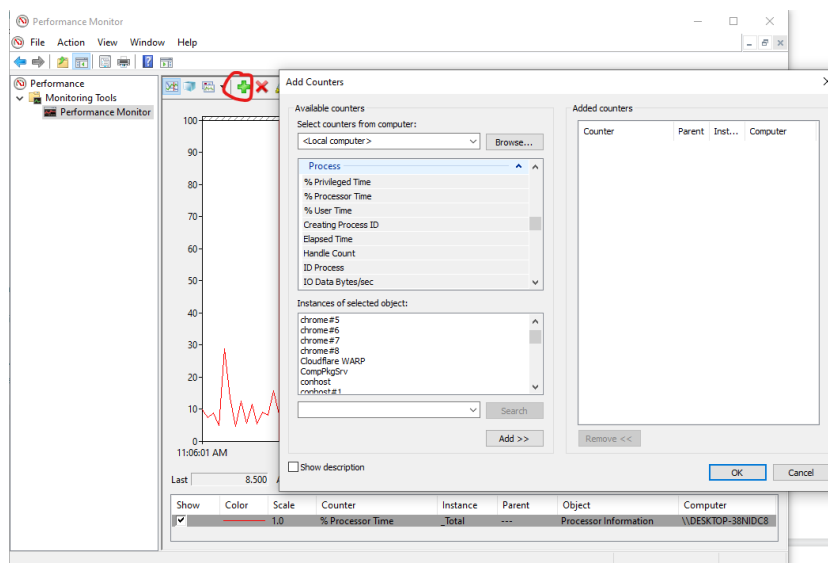 Performance Monitor
File Action View Window Help
Performance
Monitoring Tools
Performance Monitor
100
90
80
70
60
50
40
30
20
10
0
11:06:01 AM
Last 8.500
Add Counters
Available counters
Select counters from computer:
<Local computer>
Browse...
Process
% Privileged Time
% Processor Time
% User Time
Creating Process ID
Elapsed Time
Handle Count
ID Process
IO Data Bytes/sec
Instances of selected object:
chrome#5
chrome#6
chrome#7
chrome#8
Cloudflare WARP
CompPkgSrv
conhost
conhost#1
Search
Add >>
Show description
Added counters
Counter Parent Inst... Computer
Remove <<
OK Cancel
Show Color Scale Counter Instance Parent Object Computer
1.0 % Processor Time _Total --- Processor Information \\DESKTOP-38NIDC8